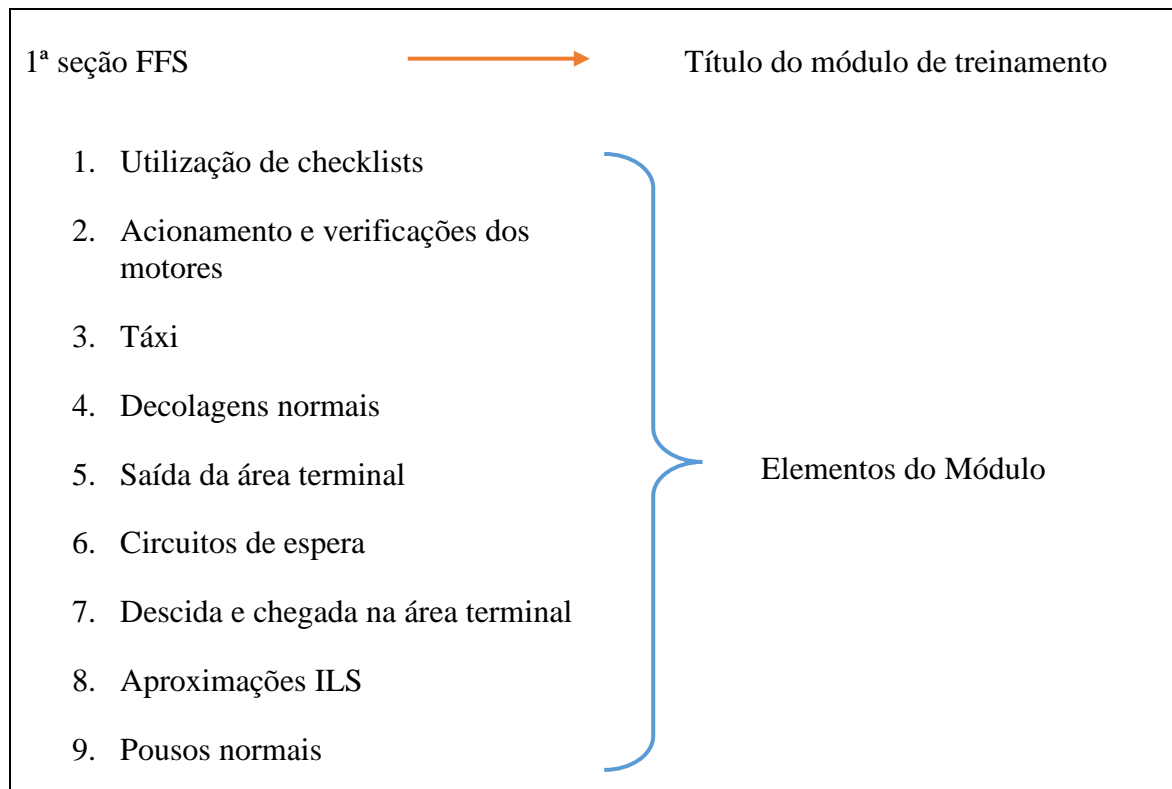 1ª seção FFS Título do módulo de treinamento
1. Utilização de checklists
2. Acionamento e verificações dos
motores
3. Táxi
4. Decolagens normais
5. Saída da área terminal
Elementos do Módulo
6. Circuitos de espera
7. Descida e chegada na área terminal
8. Aproximações ILS
9. Pousos normais